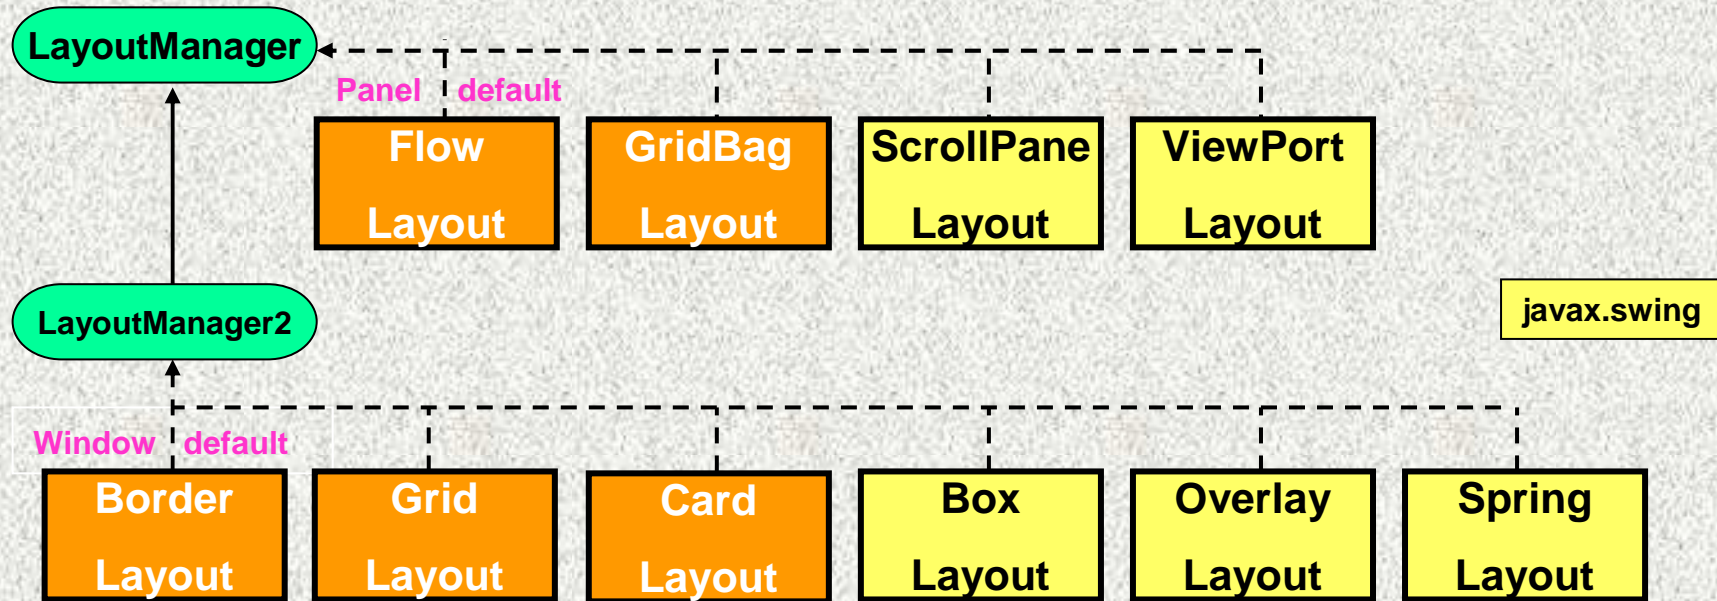 LayoutManager
Panel default
Flow
Layout
GridBag
Layout
ScrollPane
Layout
ViewPort
Layout
LayoutManager2
javax.swing
Window default
Border
Layout
Grid
Layout
Card
Layout
Box
Layout
Overlay
Layout
Spring
Layout